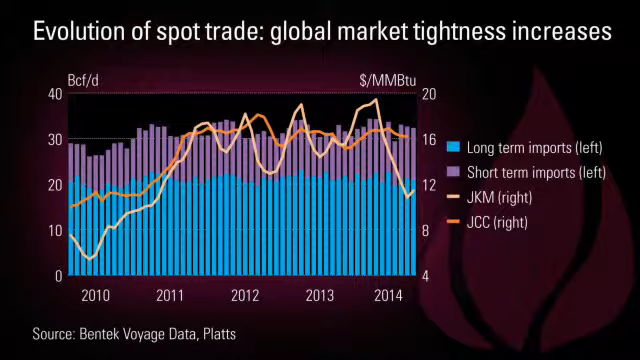 Evolution of spot trade: global market tightness increases
Bcf/d
$/MMBtu
40
20
30
16
20
12
10
8
0
4
2010
2011
2012
2013
2014
Long term imports (left)
Short term imports (left)
JKM (right)
JCC (right)
Source: Bentek Voyage Data, Platts